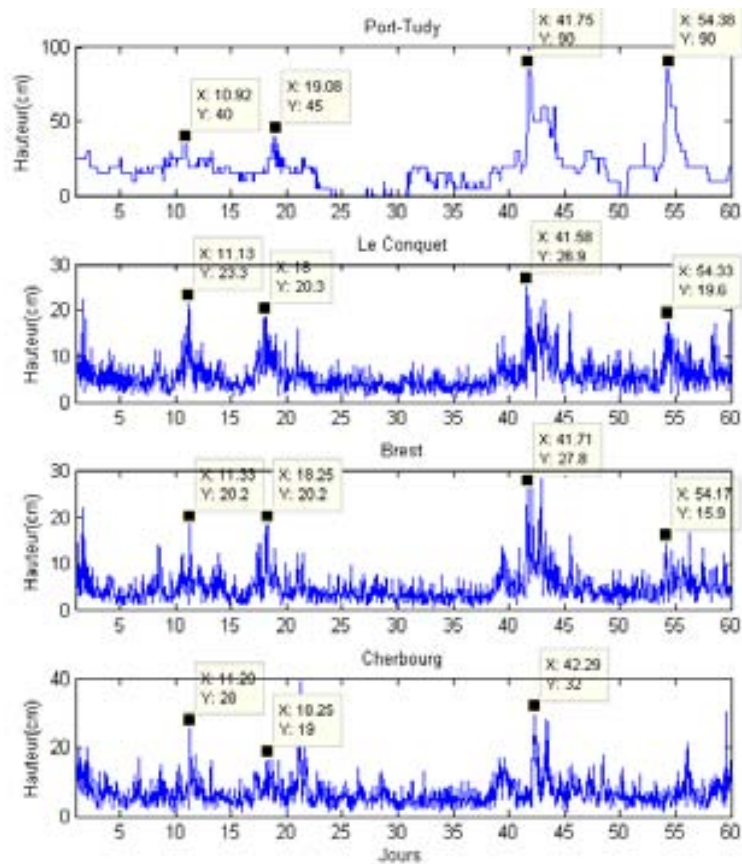 Port-Tudy
X: 41.75
Y: 90
X: 54.38
Y: 90
X: 10.92
Y: 40
X: 19.08
Y: 45
Hauteur(cm)
100
50
0
5 10 15 20 25 30 35 40 45 50 55 60
Le Conquet
X: 11.13
Y: 23.3
X: 18
Y: 20.3
X: 41.58
Y: 26.9
X: 54.33
Y: 19.6
Hauteur(cm)
30
20
10
0
5 10 15 20 25 30 35 40 45 50 55 60
Brest
X: 11.33
Y: 20.2
X: 18.25
Y: 20.2
X: 41.71
Y: 27.8
X: 54.17
Y: 15.9
Hauteur(cm)
30
20
10
0
5 10 15 20 25 30 35 40 45 50 55 60
Cherbourg
X: 11.29
Y: 28
X: 18.25
Y: 19
X: 42.29
Y: 32
Hauteur(cm)
40
20
0
5 10 15 20 25 30 35 40 45 50 55 60
Jours